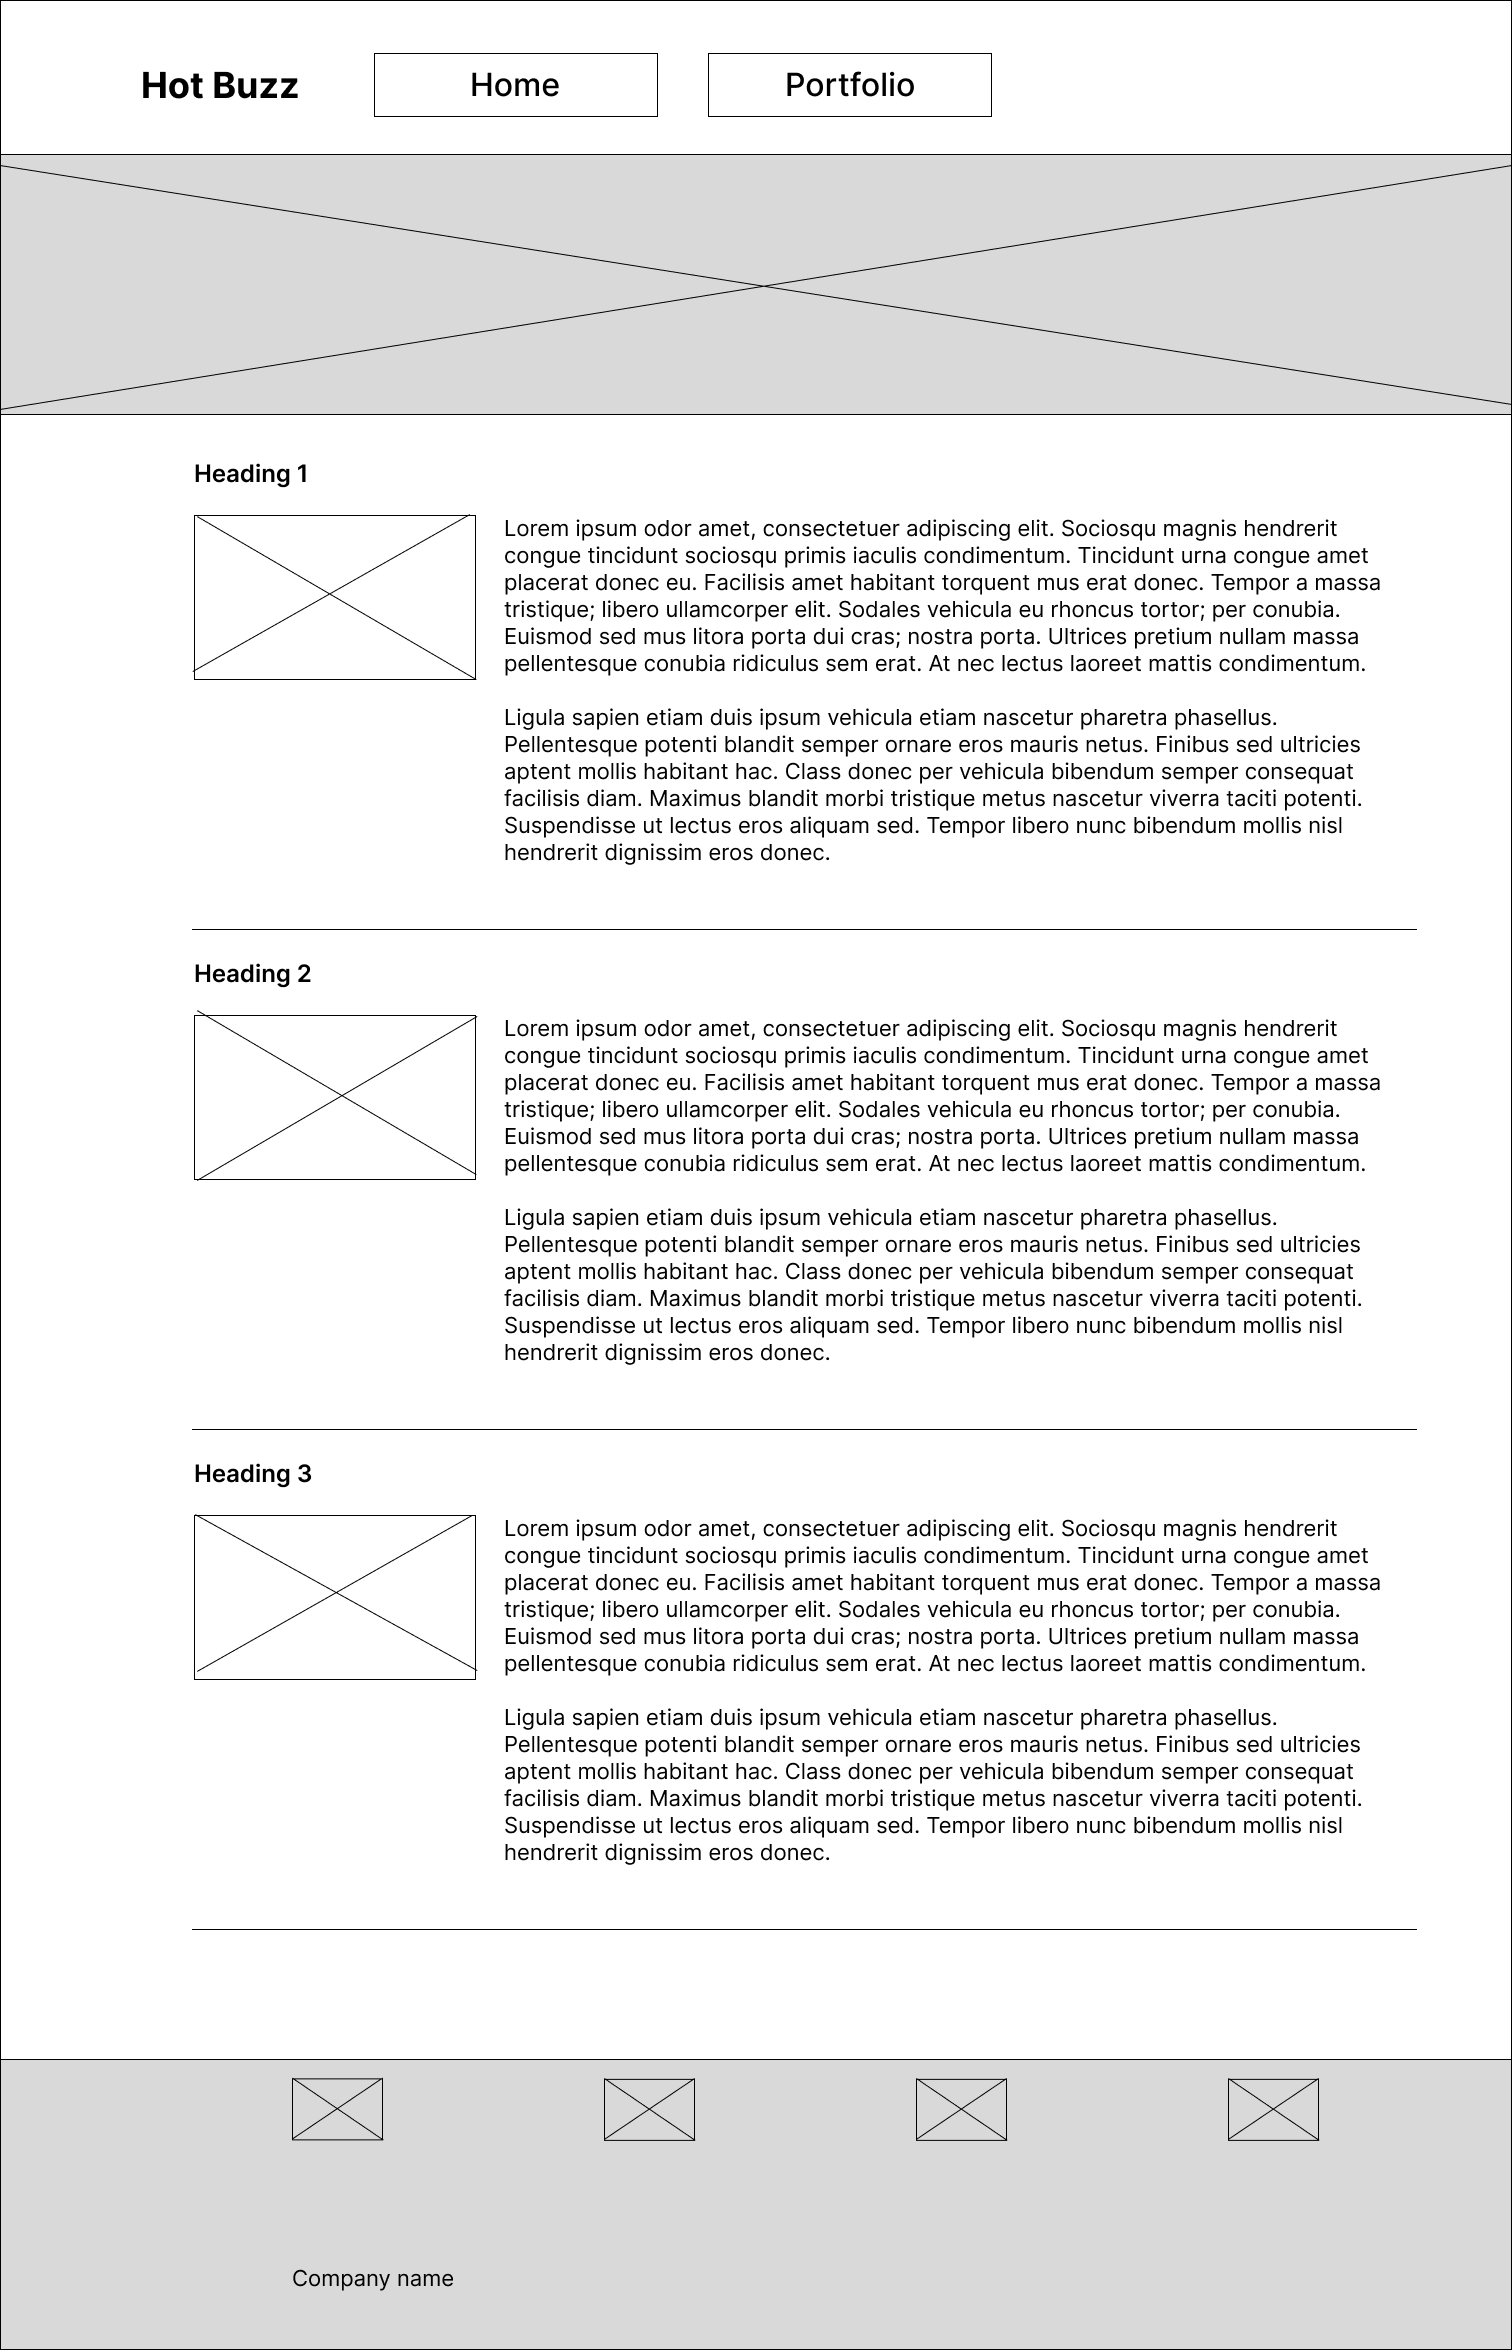 Hot Buzz
Home
Portfolio
Heading 1
Lorem ipsum odor amet, consectetuer adipiscing elit. Sociosqu magnis hendrerit
congue tincidunt sociosqu primis iaculis condimentum. Tincidunt urna congue amet
placerat donec eu. Facilisis amet habitant torquent mus erat donec. Tempor a massa
tristique; libero ullamcorper elit. Sodales vehicula eu rhoncus tortor; per conubia.
Euismod sed mus litora porta dui cras; nostra porta. Ultrices pretium nullam massa
pellentesque conubia ridiculus sem erat. At nec lectus laoreet mattis condimentum.
Ligula sapien etiam duis ipsum vehicula etiam nascetur pharetra phasellus.
Pellentesque potenti blandit semper ornare eros mauris netus. Finibus sed ultricies
aptent mollis habitant hac. Class donec per vehicula bibendum semper consequat
facilisis diam. Maximus blandit morbi tristique metus nascetur viverra taciti potenti.
Suspendisse ut lectus eros aliquam sed. Tempor libero nunc bibendum mollis nisl
hendrerit dignissim eros donec.
Heading 2
Lorem ipsum odor amet, consectetuer adipiscing elit. Sociosqu magnis hendrerit
congue tincidunt sociosqu primis iaculis condimentum. Tincidunt urna congue amet
placerat donec eu. Facilisis amet habitant torquent mus erat donec. Tempor a massa
tristique; libero ullamcorper elit. Sodales vehicula eu rhoncus tortor; per conubia.
Euismod sed mus litora porta dui cras; nostra porta. Ultrices pretium nullam massa
pellentesque conubia ridiculus sem erat. At nec lectus laoreet mattis condimentum.
Ligula sapien etiam duis ipsum vehicula etiam nascetur pharetra phasellus.
Pellentesque potenti blandit semper ornare eros mauris netus. Finibus sed ultricies
aptent mollis habitant hac. Class donec per vehicula bibendum semper consequat
facilisis diam. Maximus blandit morbi tristique metus nascetur viverra taciti potenti.
Suspendisse ut lectus eros aliquam sed. Tempor libero nunc bibendum mollis nisl
hendrerit dignissim eros donec.
Heading 3
Lorem ipsum odor amet, consectetuer adipiscing elit. Sociosqu magnis hendrerit
congue tincidunt sociosqu primis iaculis condimentum. Tincidunt urna congue amet
placerat donec eu. Facilisis amet habitant torquent mus erat donec. Tempor a massa
tristique; libero ullamcorper elit. Sodales vehicula eu rhoncus tortor; per conubia.
Euismod sed mus litora porta dui cras; nostra porta. Ultrices pretium nullam massa
pellentesque conubia ridiculus sem erat. At nec lectus laoreet mattis condimentum.
Ligula sapien etiam duis ipsum vehicula etiam nascetur pharetra phasellus.
Pellentesque potenti blandit semper ornare eros mauris netus. Finibus sed ultricies
aptent mollis habitant hac. Class donec per vehicula bibendum semper consequat
facilisis diam. Maximus blandit morbi tristique metus nascetur viverra taciti potenti.
Suspendisse ut lectus eros aliquam sed. Tempor libero nunc bibendum mollis nisl
hendrerit dignissim eros donec.
Company name